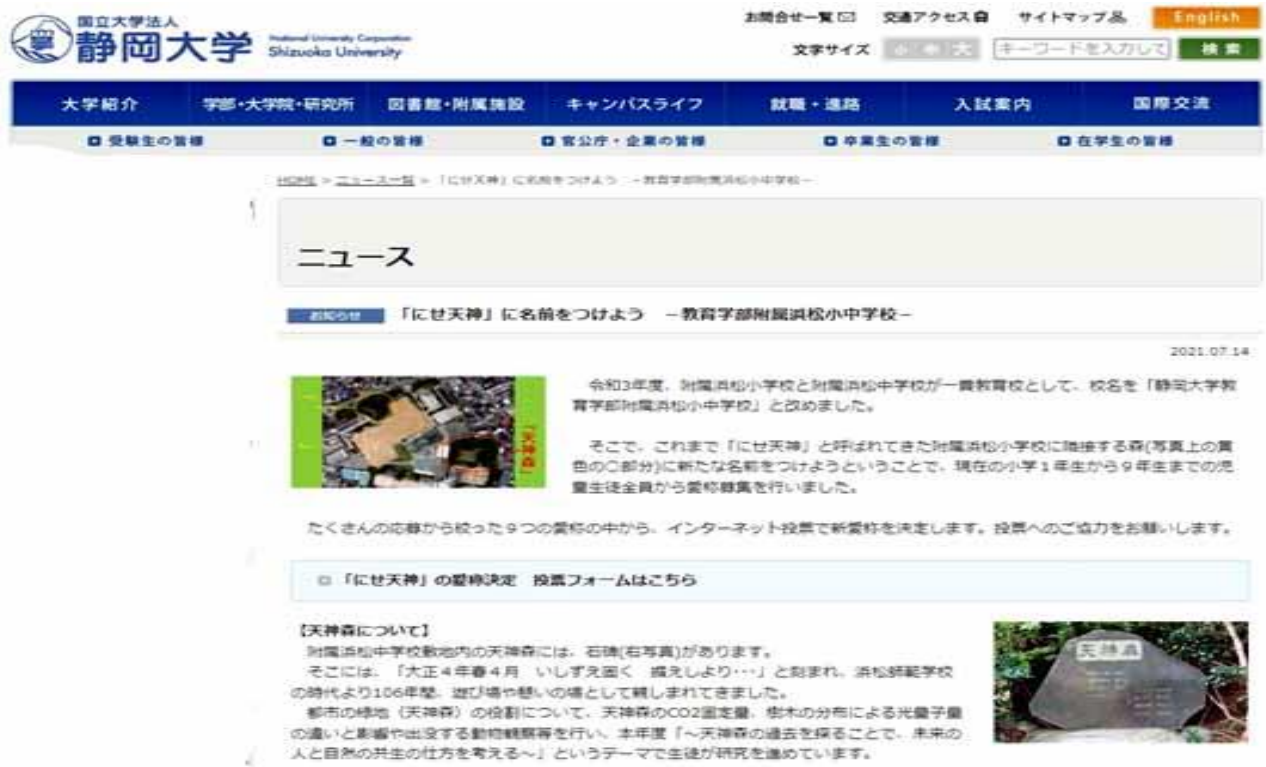 国立大学法人
静岡大学
National University Corporation
Shizuoka University
お問合せ一覧 交通アクセス サイトマップ English
文字サイズ 小 中 大 キーワードを入力して 検索
大学紹介 学部・大学院・研究所 図書館・附属施設 キャンパスライフ 就職・進路 入試案内 国際交流
受験生の皆様 一般の皆様 官公庁・企業の皆様 卒業生の皆様 在学生の皆様
HOME > ニュース一覧 > 「にせ天神」に名前をつけよう －教育学部附属浜松小中学校－
ニュース
お知らせ 「にせ天神」に名前をつけよう －教育学部附属浜松小中学校－
2021.07.14
令和3年度、附属浜松小学校と附属浜松中学校が一貫教育校として、校名を「静岡大学教
育学部附属浜松小中学校」と改めました。
そこで、これまで「にせ天神」と呼ばれてきた附属浜松小学校に隣接する森(写真上の黄
色の○部分)に新たな名前をつけようということで、現在の小学１年生から９年生までの児
童生徒全員から愛称募集を行いました。
「天神森」
たくさんの応募から絞った９つの愛称の中から、インターネット投票で新愛称を決定します。投票へのご協力をお願いします。
「にせ天神」の愛称決定 投票フォームはこちら
【天神森について】
附属浜松中学校敷地内の天神森には、石碑(右写真)があります。
そこには、「大正４年春４月 いしずえ固く 据えしより・・・」と刻まれ、浜松師範学校
の時代より106年間、遊び場や憩いの場として親しまれてきました。
都市の緑地（天神森）の役割について、天神森のCO2固定量、樹木の分布による光量子量
の違いと影響や出没する動物観察等を行い、本年度「～天神森の過去を探ることで、未来の
人と自然の共生の仕方を考える～」というテーマで生徒が研究を進めています。
天神森